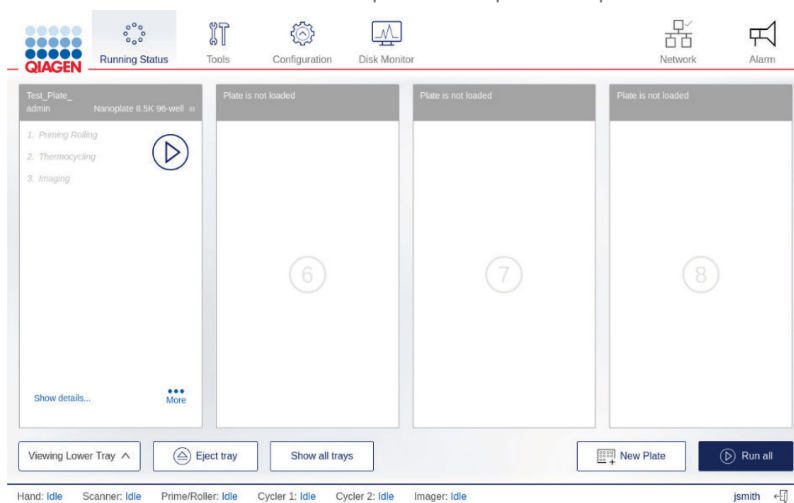 QIAGEN
Running Status
Tools
Configuration
Disk Monitor
Network
Alarm
Test_Plate_
admin Nanoplate 8.5K 96-well
1. Priming Rolling
2. Thermocycling
3. Imaging
Show details...
More
Plate is not loaded
6
Plate is not loaded
7
Plate is not loaded
8
Viewing Lower Tray
Eject tray
Show all trays
New Plate
Run all
Hand: Idle Scanner: Idle Prime/Roller: Idle Cycler 1: Idle Cycler 2: Idle Imager: Idle jsmith